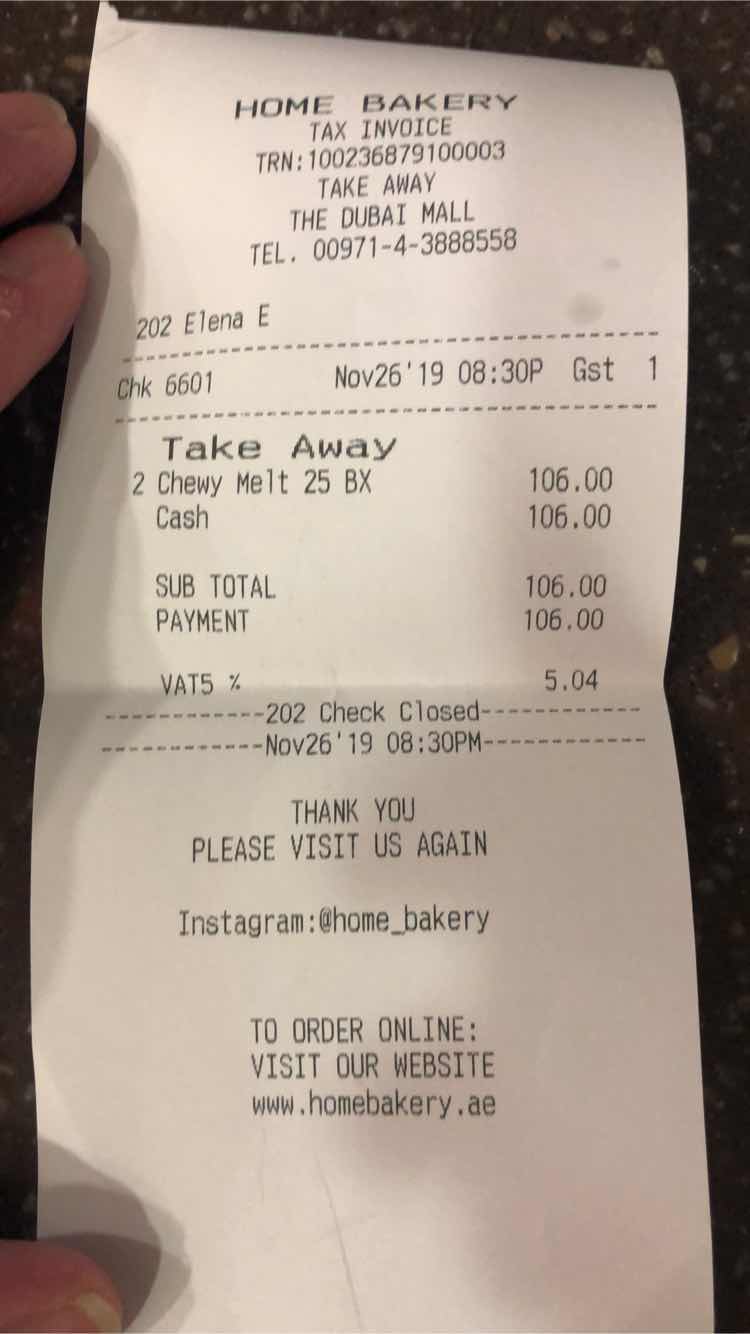 HOME BAKERY
TAX INVOICE
TRN:100236879100003
TAKE AWAY
THE DUBAI MALL
TEL. 00971-4-3888558
202 Elena E
--------------------------------------
Chk 6601 Nov26'19 08:30P Gst 1
--------------------------------------
Take Away
2 Chewy Melt 25 BX 106.00
Cash 106.00
SUB TOTAL 106.00
PAYMENT 106.00
VAT5 % 5.04
------------202 Check Closed------------
------------Nov26'19 08:30PM------------
THANK YOU
PLEASE VISIT US AGAIN
Instagram:@home_bakery
TO ORDER ONLINE:
VISIT OUR WEBSITE
www.homebakery.ae